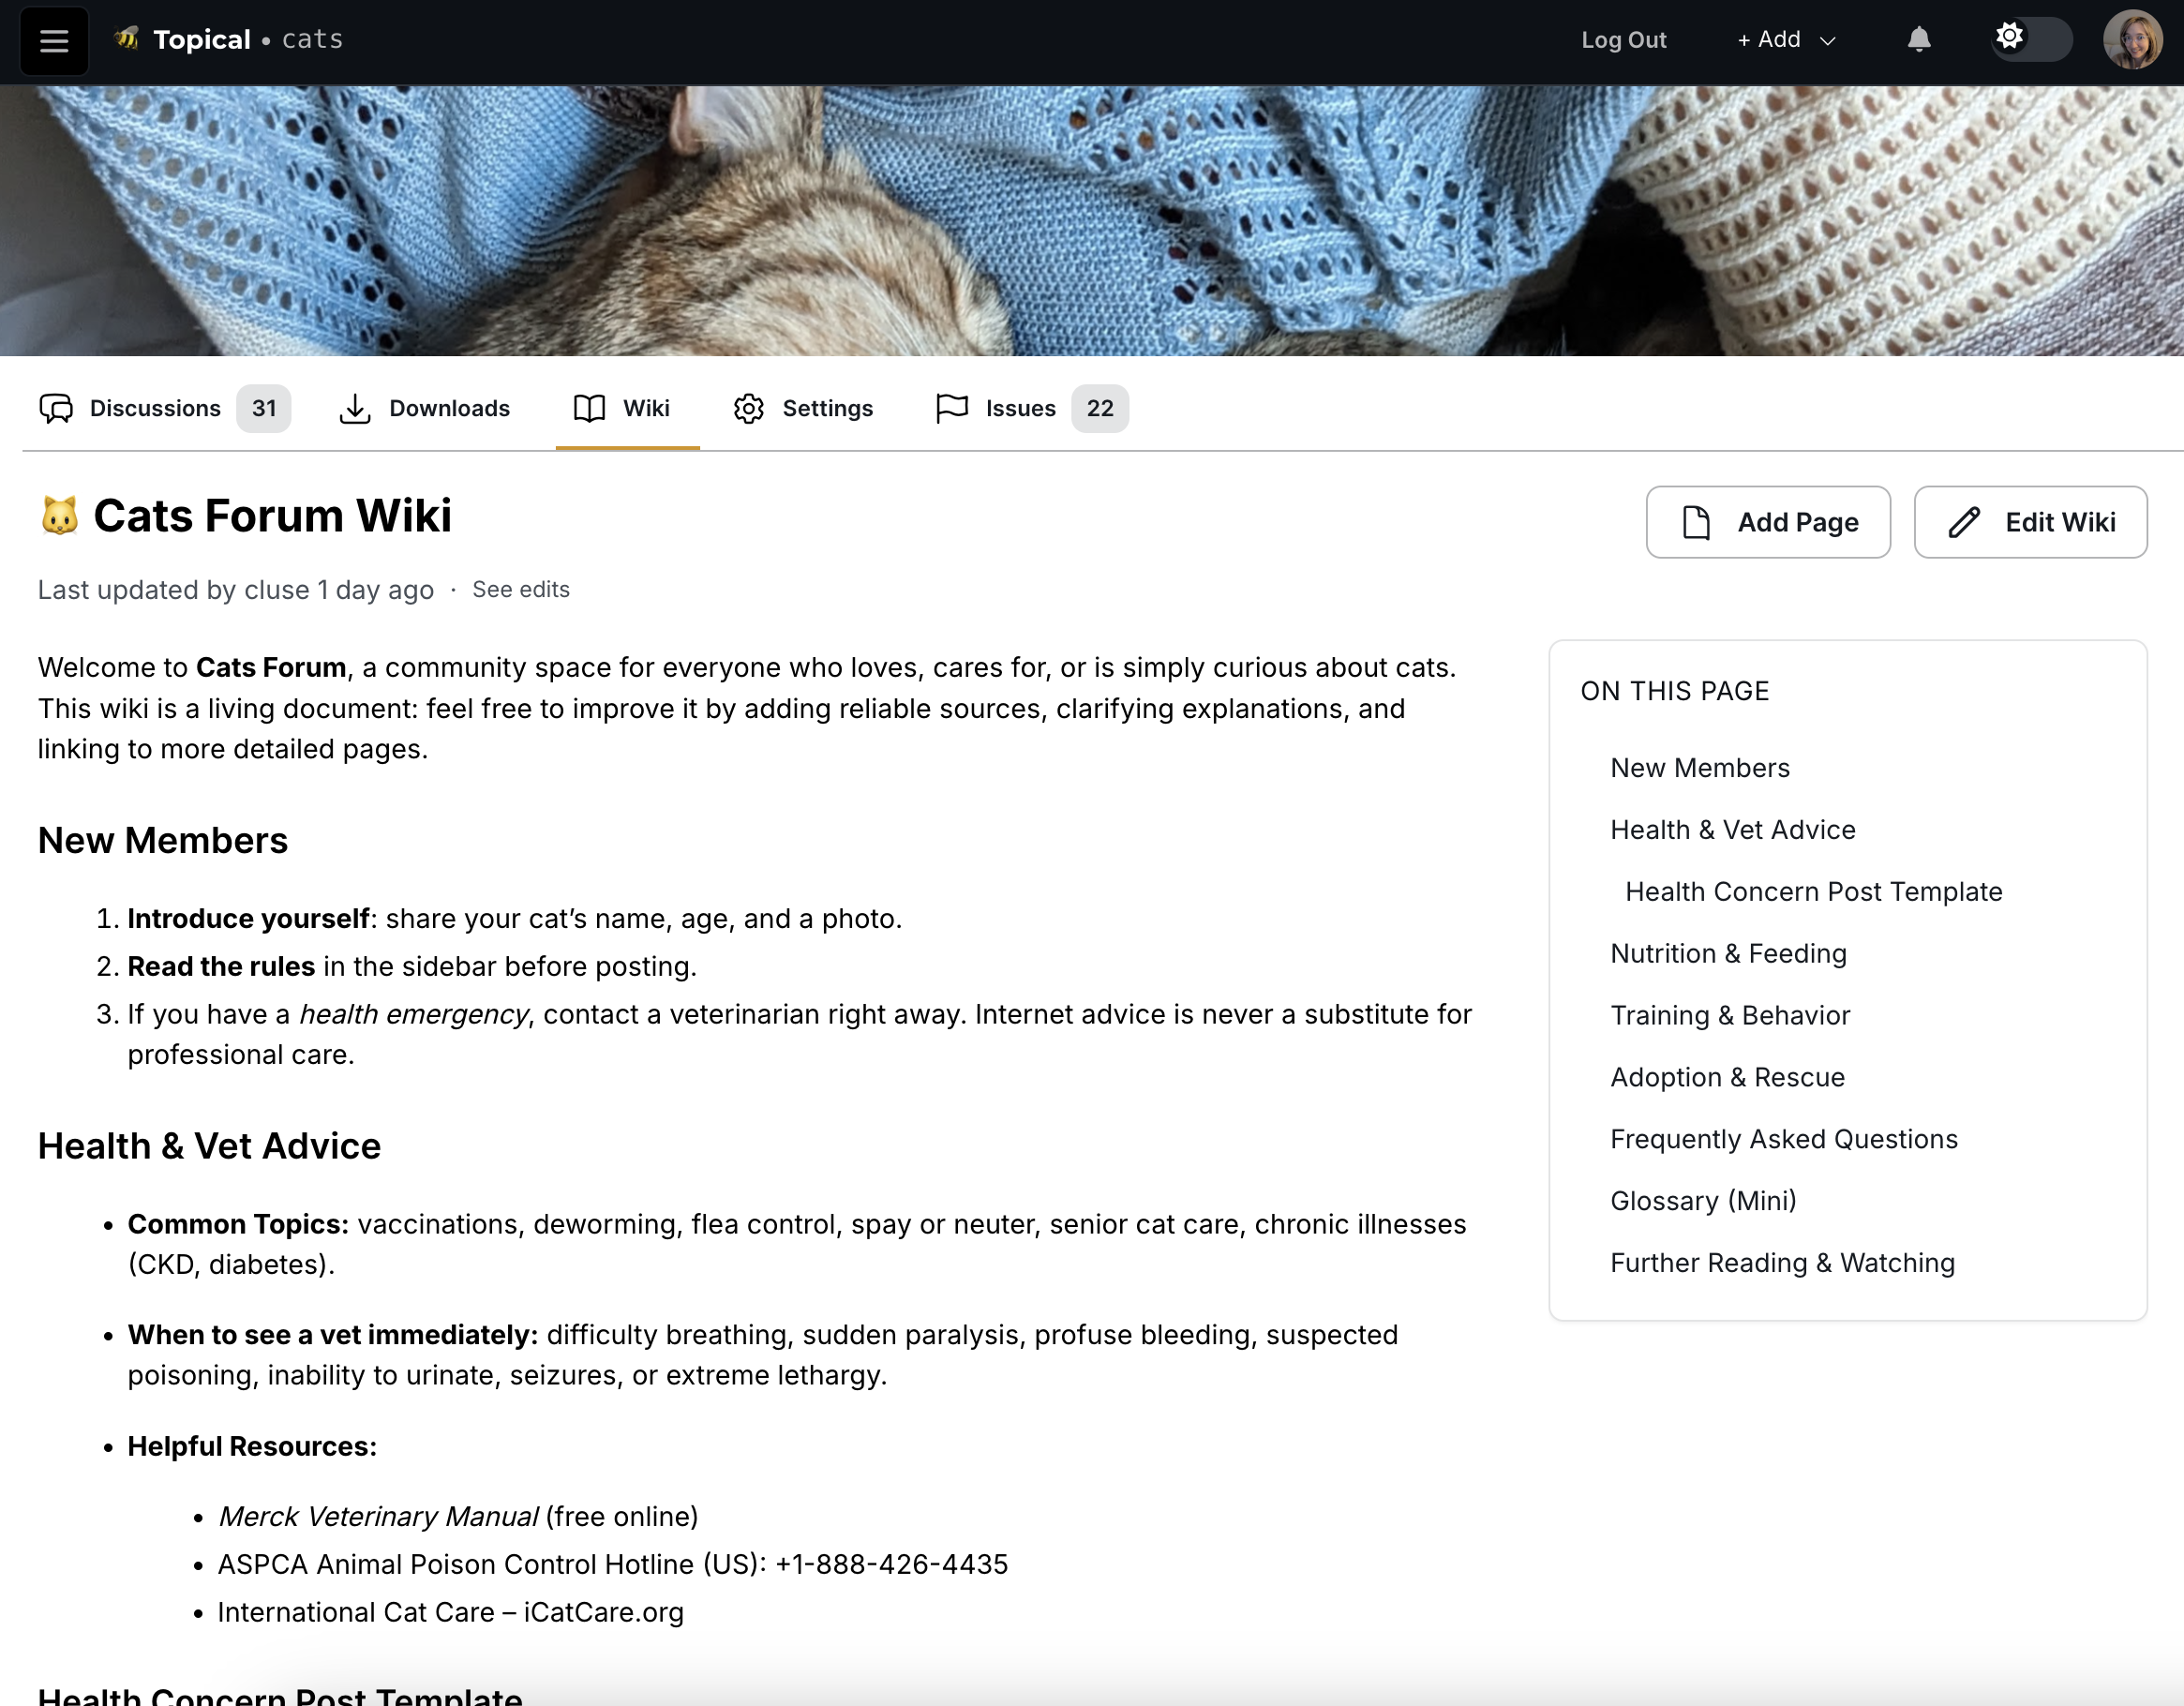 Topical • cats
Log Out
+ Add
Discussions 31
Downloads
Wiki
Settings
Issues 22
Cats Forum Wiki
Add Page
Edit Wiki
Last updated by cluse 1 day ago · See edits
Welcome to Cats Forum, a community space for everyone who loves, cares for, or is simply curious about cats.
This wiki is a living document: feel free to improve it by adding reliable sources, clarifying explanations, and
linking to more detailed pages.
New Members
1. Introduce yourself: share your cat’s name, age, and a photo.
2. Read the rules in the sidebar before posting.
3. If you have a health emergency, contact a veterinarian right away. Internet advice is never a substitute for
professional care.
Health & Vet Advice
• Common Topics: vaccinations, deworming, flea control, spay or neuter, senior cat care, chronic illnesses
(CKD, diabetes).
• When to see a vet immediately: difficulty breathing, sudden paralysis, profuse bleeding, suspected
poisoning, inability to urinate, seizures, or extreme lethargy.
• Helpful Resources:
• Merck Veterinary Manual (free online)
• ASPCA Animal Poison Control Hotline (US): +1-888-426-4435
• International Cat Care – iCatCare.org
Health Concern Post Template
ON THIS PAGE
New Members
Health & Vet Advice
Health Concern Post Template
Nutrition & Feeding
Training & Behavior
Adoption & Rescue
Frequently Asked Questions
Glossary (Mini)
Further Reading & Watching